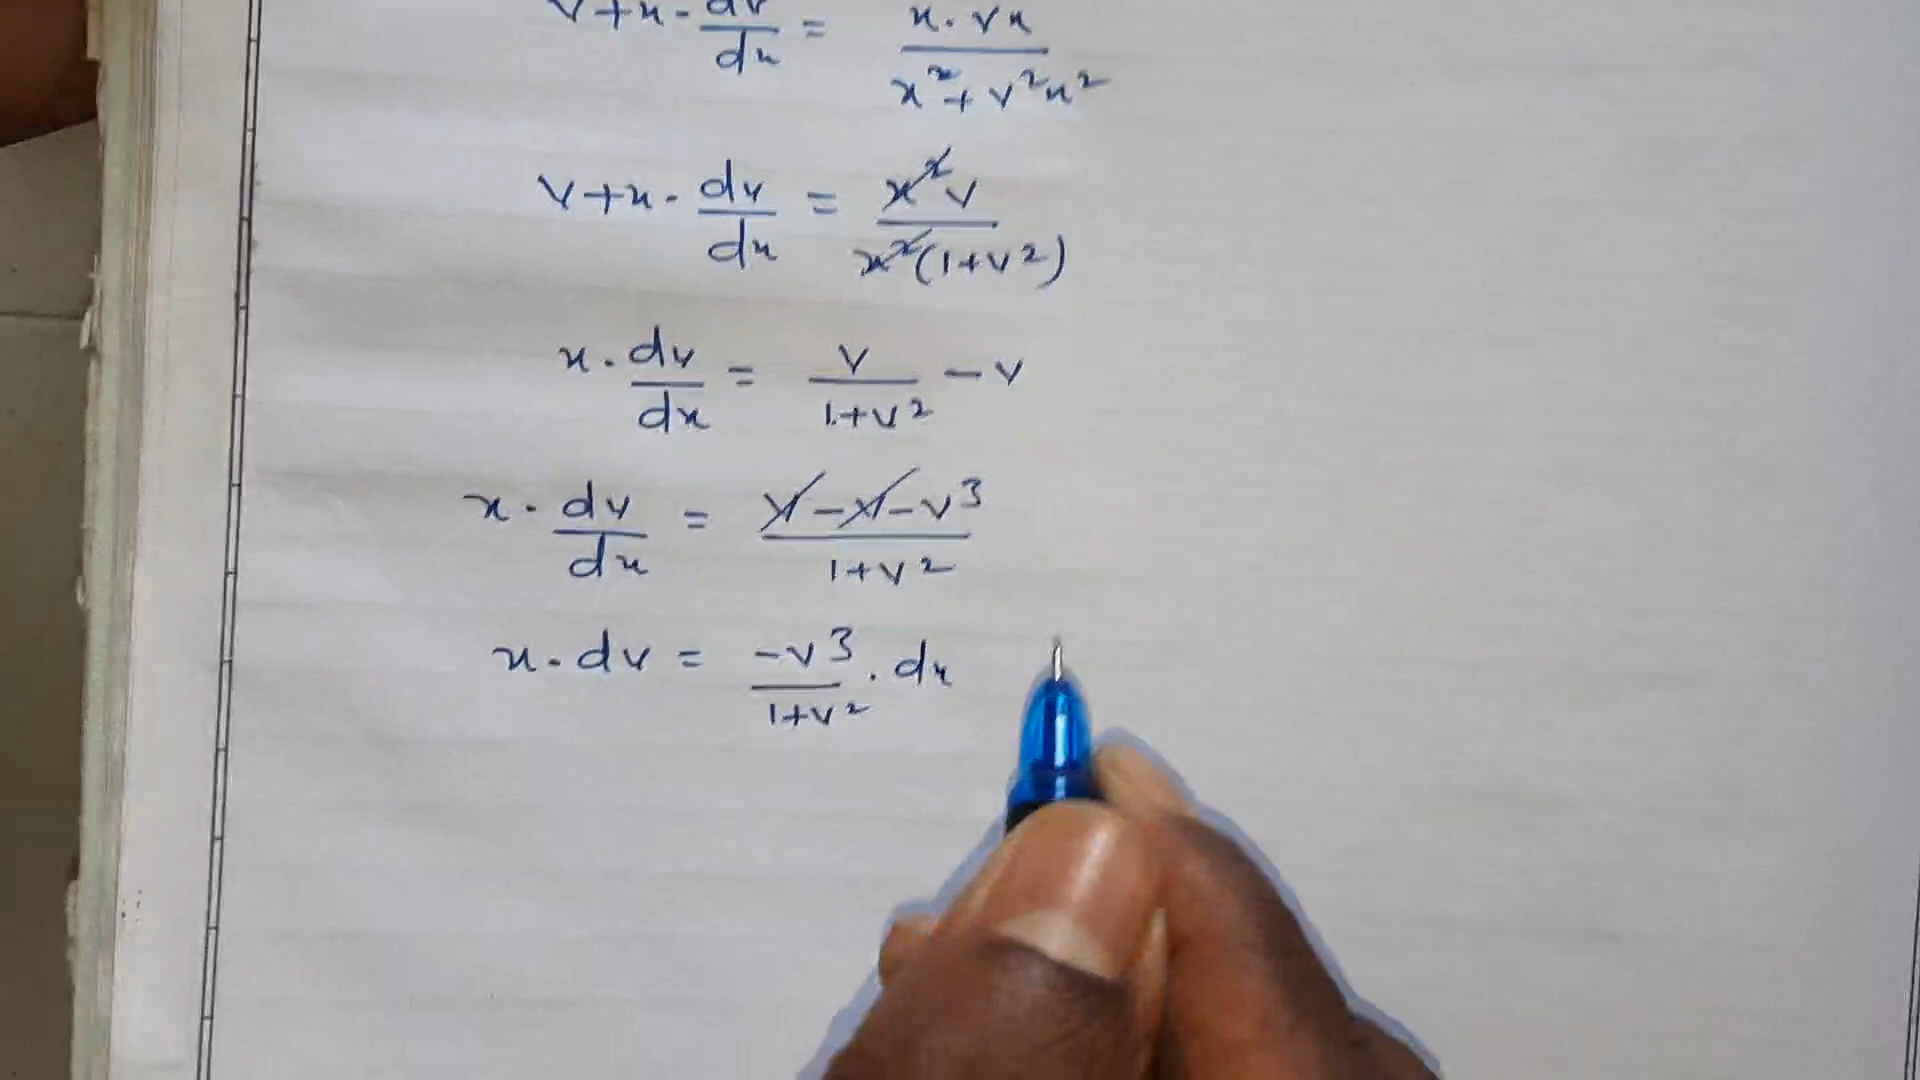 v+x·dv/dx = x·vx/x²+v²x²
v+x·dv/dx = x²v/x²(1+v²)
x·dv/dx = v/1+v² -v
x·dv/dx = v-v-v³/1+v²
x·dv = -v³/1+v² ·dx